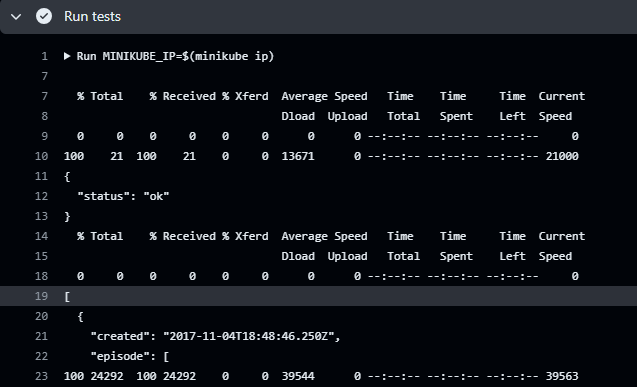 Run tests
1 Run MINIKUBE_IP=$(minikube ip)
7
7 % Total % Received % Xferd Average Speed Time Time Time Current
8 Dload Upload Total Spent Left Speed
9 0 0 0 0 0 0 0 0 --:--:-- --:--:-- --:--:-- 0
10 100 21 100 21 0 0 13671 0 --:--:-- --:--:-- --:--:-- 21000
11 {
12 "status": "ok"
13 }
14 % Total % Received % Xferd Average Speed Time Time Time Current
15 Dload Upload Total Spent Left Speed
18 0 0 0 0 0 0 0 0 --:--:-- --:--:-- --:--:-- 0
19 [
20 {
21 "created": "2017-11-04T18:48:46.250Z",
22 "episode": [
23 100 24292 100 24292 0 0 39544 0 --:--:-- --:--:-- --:--:-- 39563